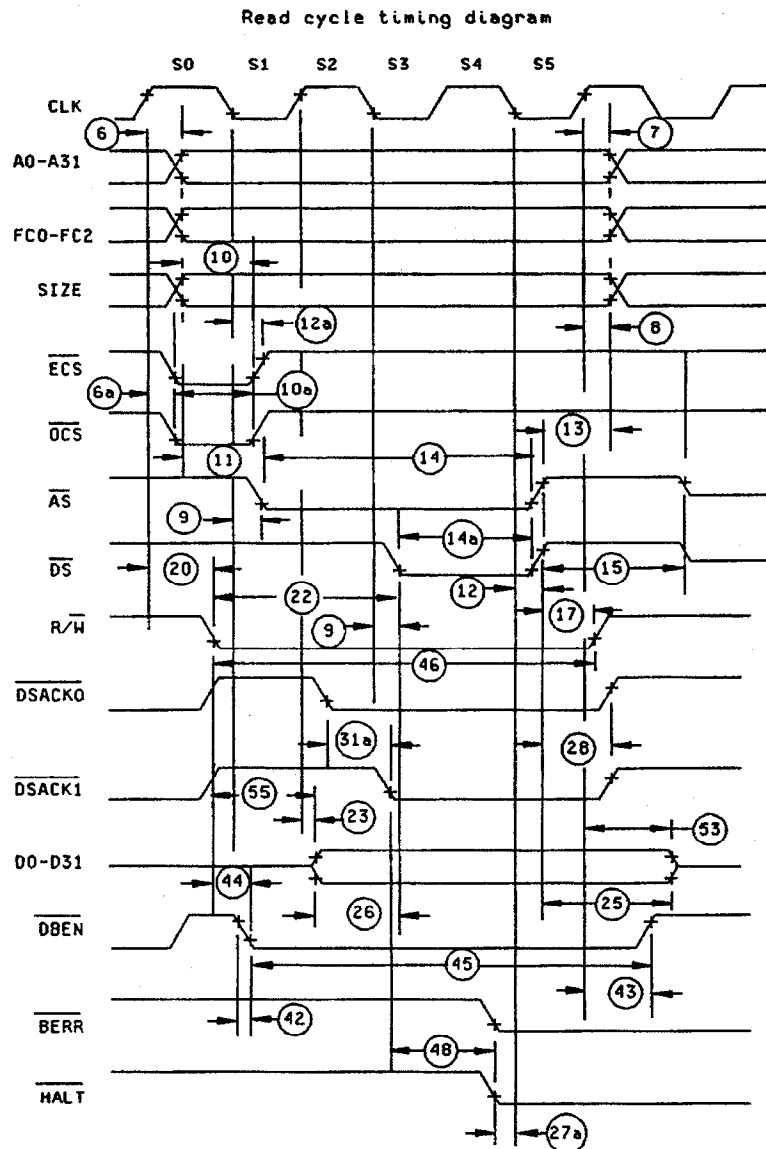 Read cycle timing diagram
S0 S1 S2 S3 S4 S5
CLK
6 7
A0-A31
FC0-FC2
10
SIZE
12a 8
ECS
6a 10a
OCS
13
11 14
AS
9 14a
DS
20 12 15
22 17
R/W 9
46
DSACK0
31a 28
DSACK1
55
23 53
D0-D31
44
26 25
DBEN
45
43
42
BERR
48
HALT
27a